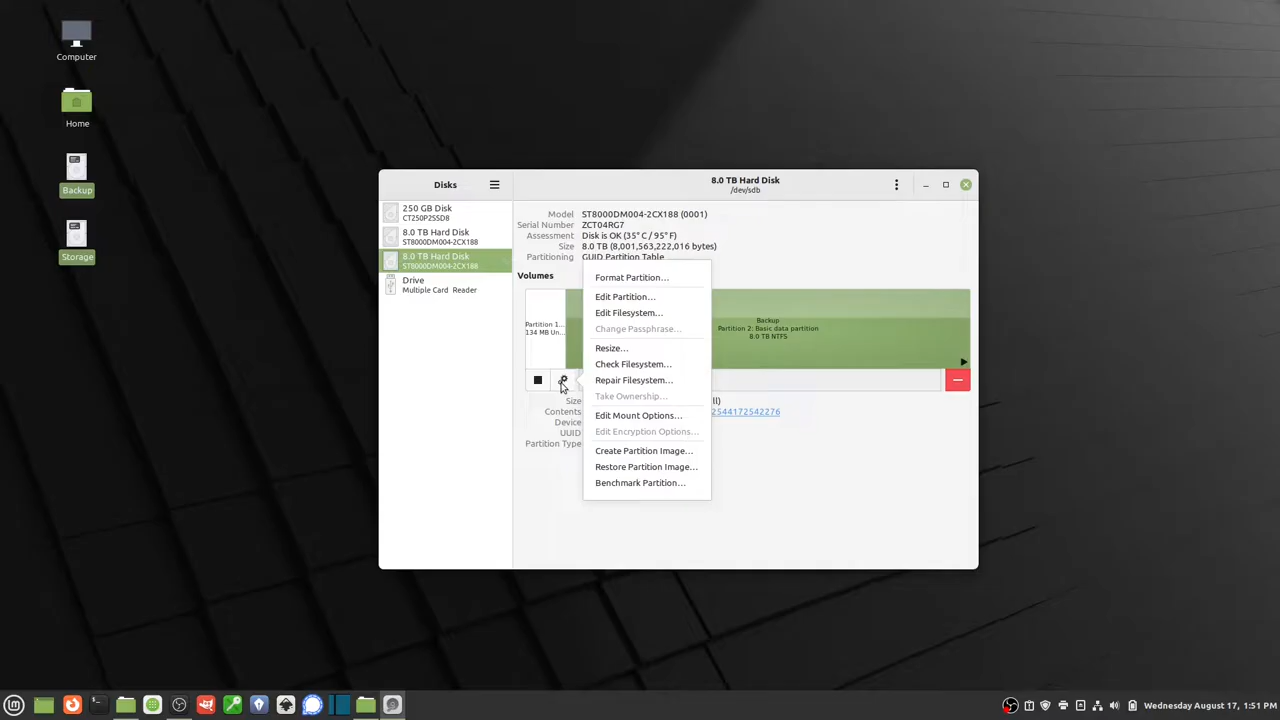 Computer
Home
Backup
Storage
Disks
8.0 TB Hard Disk
/dev/sdb
250 GB Disk
CT250P2SSD8
8.0 TB Hard Disk
ST8000DM004-2CX188
8.0 TB Hard Disk
ST8000DM004-2CX188
Drive
Multiple Card Reader
Model ST8000DM004-2CX188 (0001)
Serial Number ZCT04RG7
Assessment Disk is OK (35° C / 95° F)
Size 8.0 TB (8,001,563,222,016 bytes)
Partitioning GUID Partition Table
Volumes
Partition 1...
134 MB Un...
Backup
Partition 2: Basic data partition
8.0 TB NTFS
Format Partition...
Edit Partition...
Edit Filesystem...
Change Passphrase...
Resize...
Check Filesystem...
Repair Filesystem...
Take Ownership...
Edit Mount Options...
Edit Encryption Options...
Create Partition Image...
Restore Partition Image...
Benchmark Partition...
Size ll)
Contents 2544172542276
Device
UUID
Partition Type
Wednesday August 17, 1:51 PM